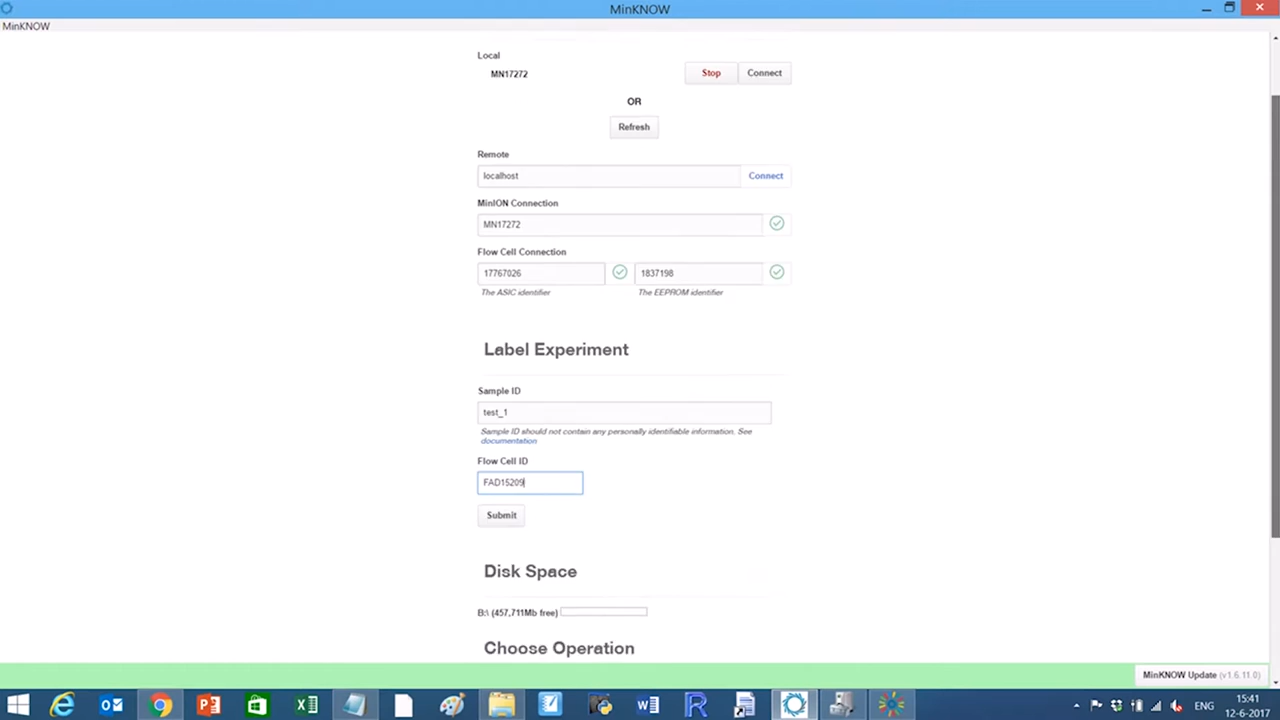 MinKNOW
MinKNOW
Local
MN17272
Stop
Connect
OR
Refresh
Remote
localhost
Connect
MinION Connection
MN17272
Flow Cell Connection
17767026
1837198
The ASIC identifier
The EEPROM identifier
Label Experiment
Sample ID
test_1
Sample ID should not contain any personally identifiable information. See
documentation
Flow Cell ID
FAD15209
Submit
Disk Space
B:\ (457,711Mb free)
Choose Operation
MinKNOW Update (v1.6.11.0)
ENG
15:41
12-6-2017